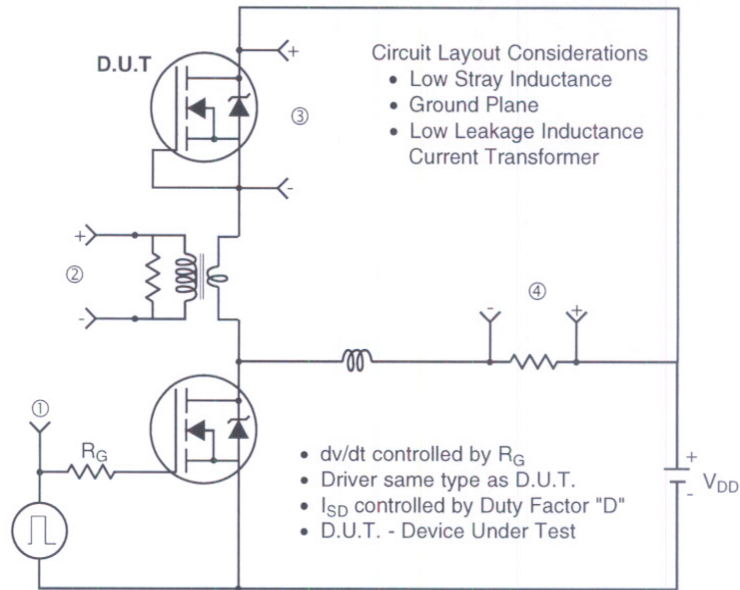 D.U.T
+
③
-
Circuit Layout Considerations
• Low Stray Inductance
• Ground Plane
• Low Leakage Inductance
Current Transformer
+
②
-
④
- +
①
R_G
• dv/dt controlled by R_G
• Driver same type as D.U.T.
• I_SD controlled by Duty Factor "D"
• D.U.T. - Device Under Test
+
V_DD
-